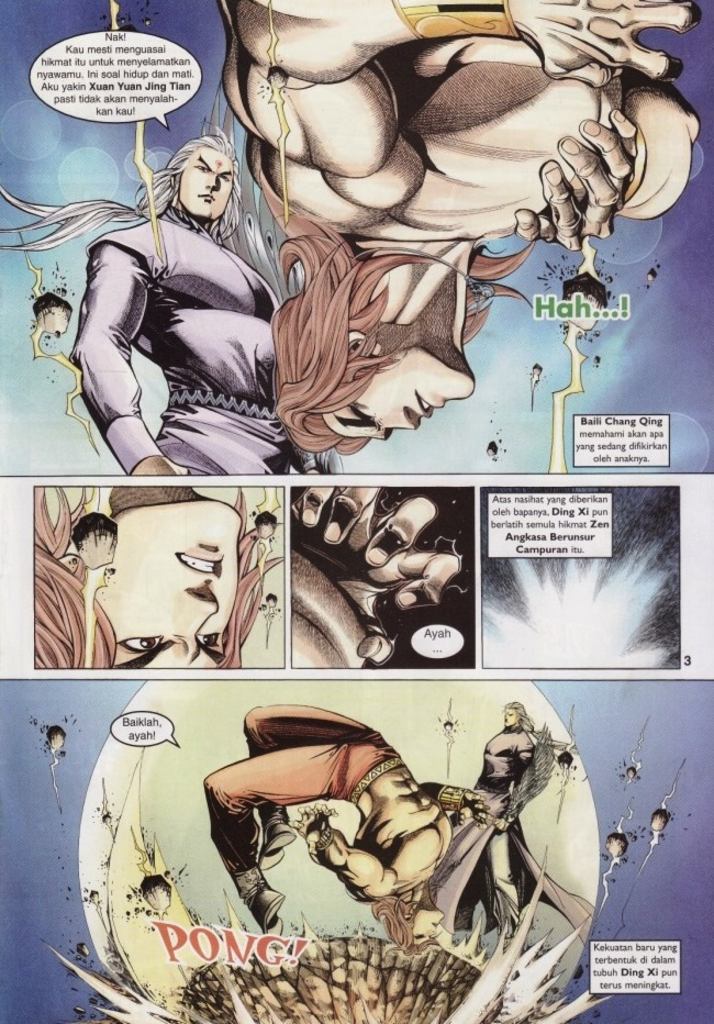 Nak!
Kau mesti menguasai
hikmat itu untuk menyelamatkan
nyawamu. Ini soal hidup dan mati.
Aku yakin Xuan Yuan Jing Tian
pasti tidak akan menyalah-
kan kau!
Hah...!
Baili Chang Qing
memahami akan apa
yang sedang difikirkan
oleh anaknya.
Ayah
...
Atas nasihat yang diberikan
oleh bapanya, Ding Xi pun
berlatih semula hikmat Zen
Angkasa Berunsur
Campuran itu.
3
Baiklah,
ayah!
PONG!
Kekuatan baru yang
terbentuk di dalam
tubuh Ding Xi pun
terus meningkat.